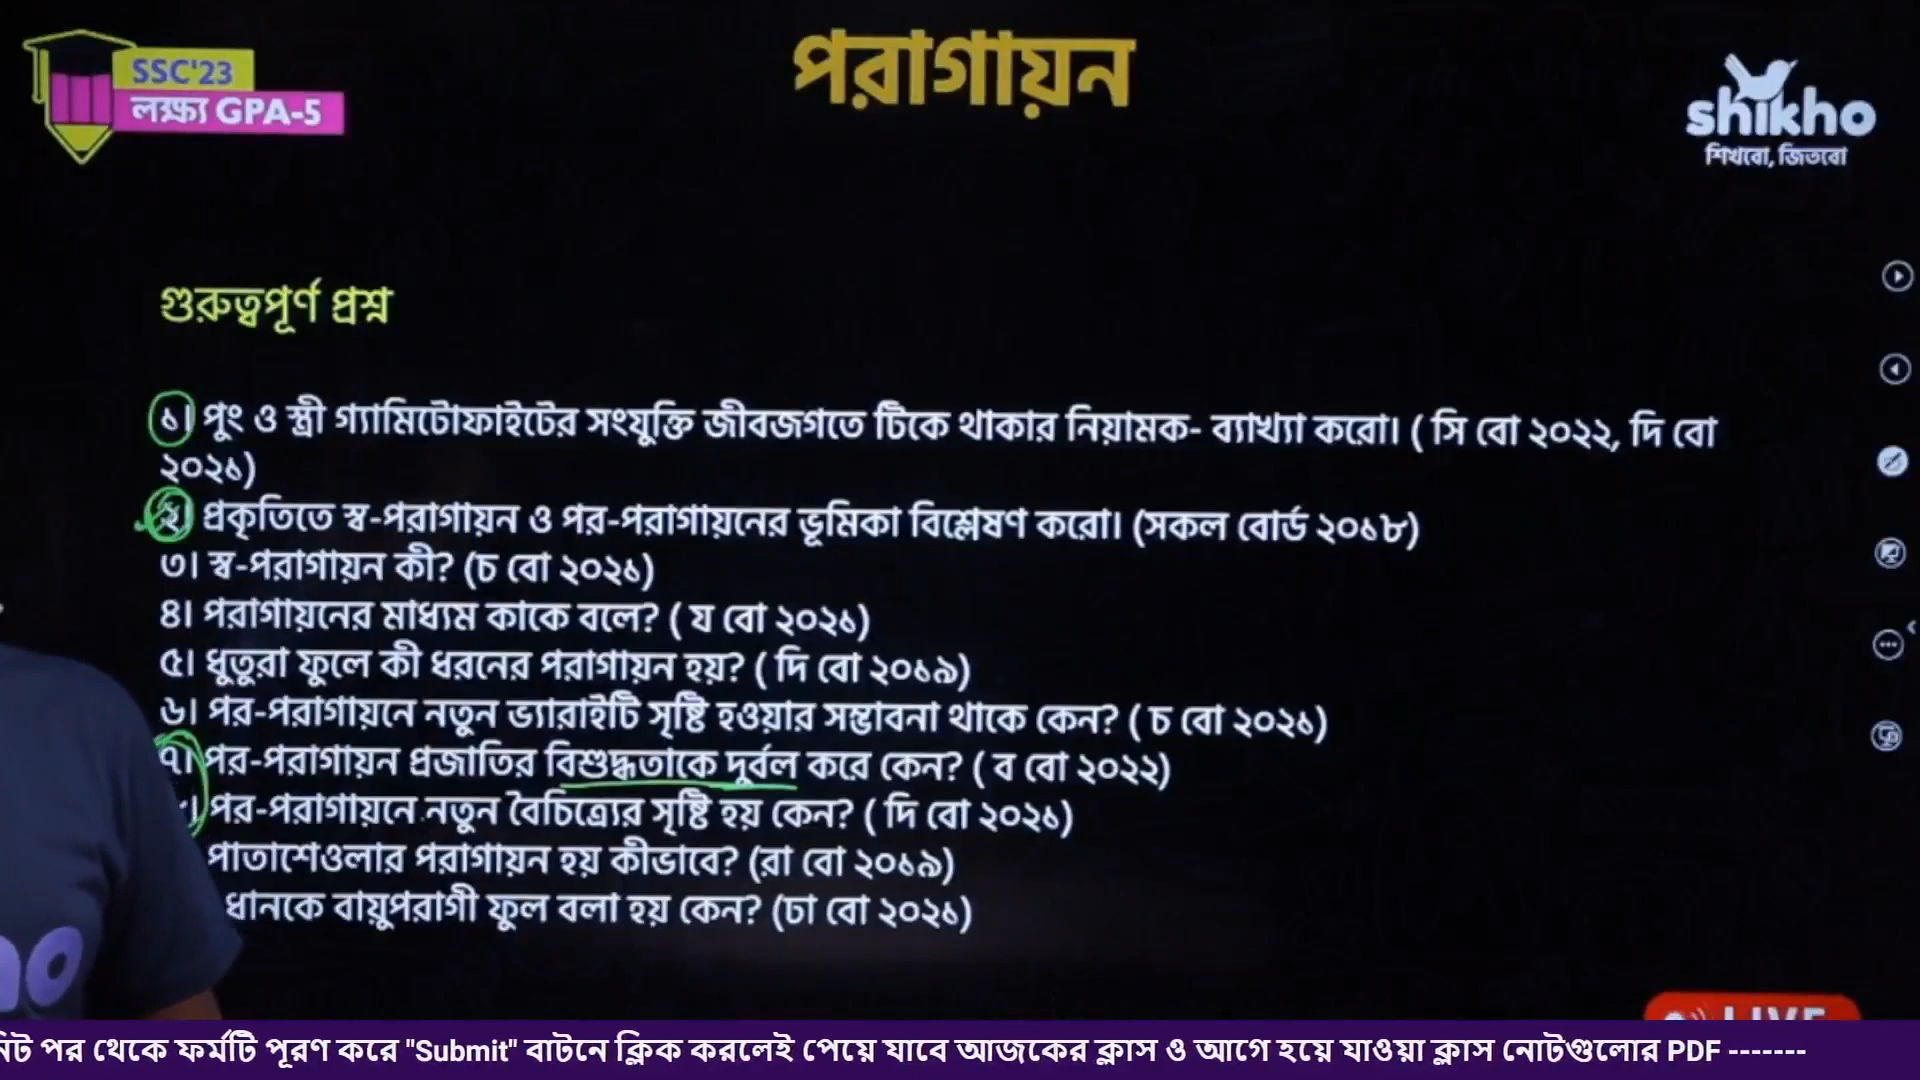 পরাগায়ন
SSC'23
লক্ষ্য GPA-5
shikho
শিখবো, জিতবো
গুরুত্বপূর্ণ প্রশ্ন
১। পুং ও স্ত্রী গ্যামিটোফাইটের সংযুক্তি জীবজগতে টিকে থাকার নিয়ামক- ব্যাখ্যা করো। ( সি বো ২০২২, দি বো
২০২১)
২। প্রকৃতিতে স্ব-পরাগায়ন ও পর-পরাগায়নের ভূমিকা বিশ্লেষণ করো। (সকল বোর্ড ২০১৮)
৩। স্ব-পরাগায়ন কী? (চ বো ২০২১)
৪। পরাগায়নের মাধ্যম কাকে বলে? ( য বো ২০২১)
৫। ধুতুরা ফুলে কী ধরনের পরাগায়ন হয়? ( দি বো ২০১৯)
৬। পর-পরাগায়নে নতুন ভ্যারাইটি সৃষ্টি হওয়ার সম্ভাবনা থাকে কেন? ( চ বো ২০২১)
৭। পর-পরাগায়ন প্রজাতির বিশুদ্ধতাকে দুর্বল করে কেন? ( ব বো ২০২২)
পর-পরাগায়নে নতুন বৈচিত্র্যের সৃষ্টি হয় কেন? ( দি বো ২০২১)
পাতাশেওলার পরাগায়ন হয় কীভাবে? (রা বো ২০১৯)
ধানকে বায়ুপরাগী ফুল বলা হয় কেন? (ঢা বো ২০২১)
LIVE
পর থেকে ফর্মটি পূরণ করে "Submit" বাটনে ক্লিক করলেই পেয়ে যাবে আজকের ক্লাস ও আগে হয়ে যাওয়া ক্লাস নোটগুলোর PDF -------